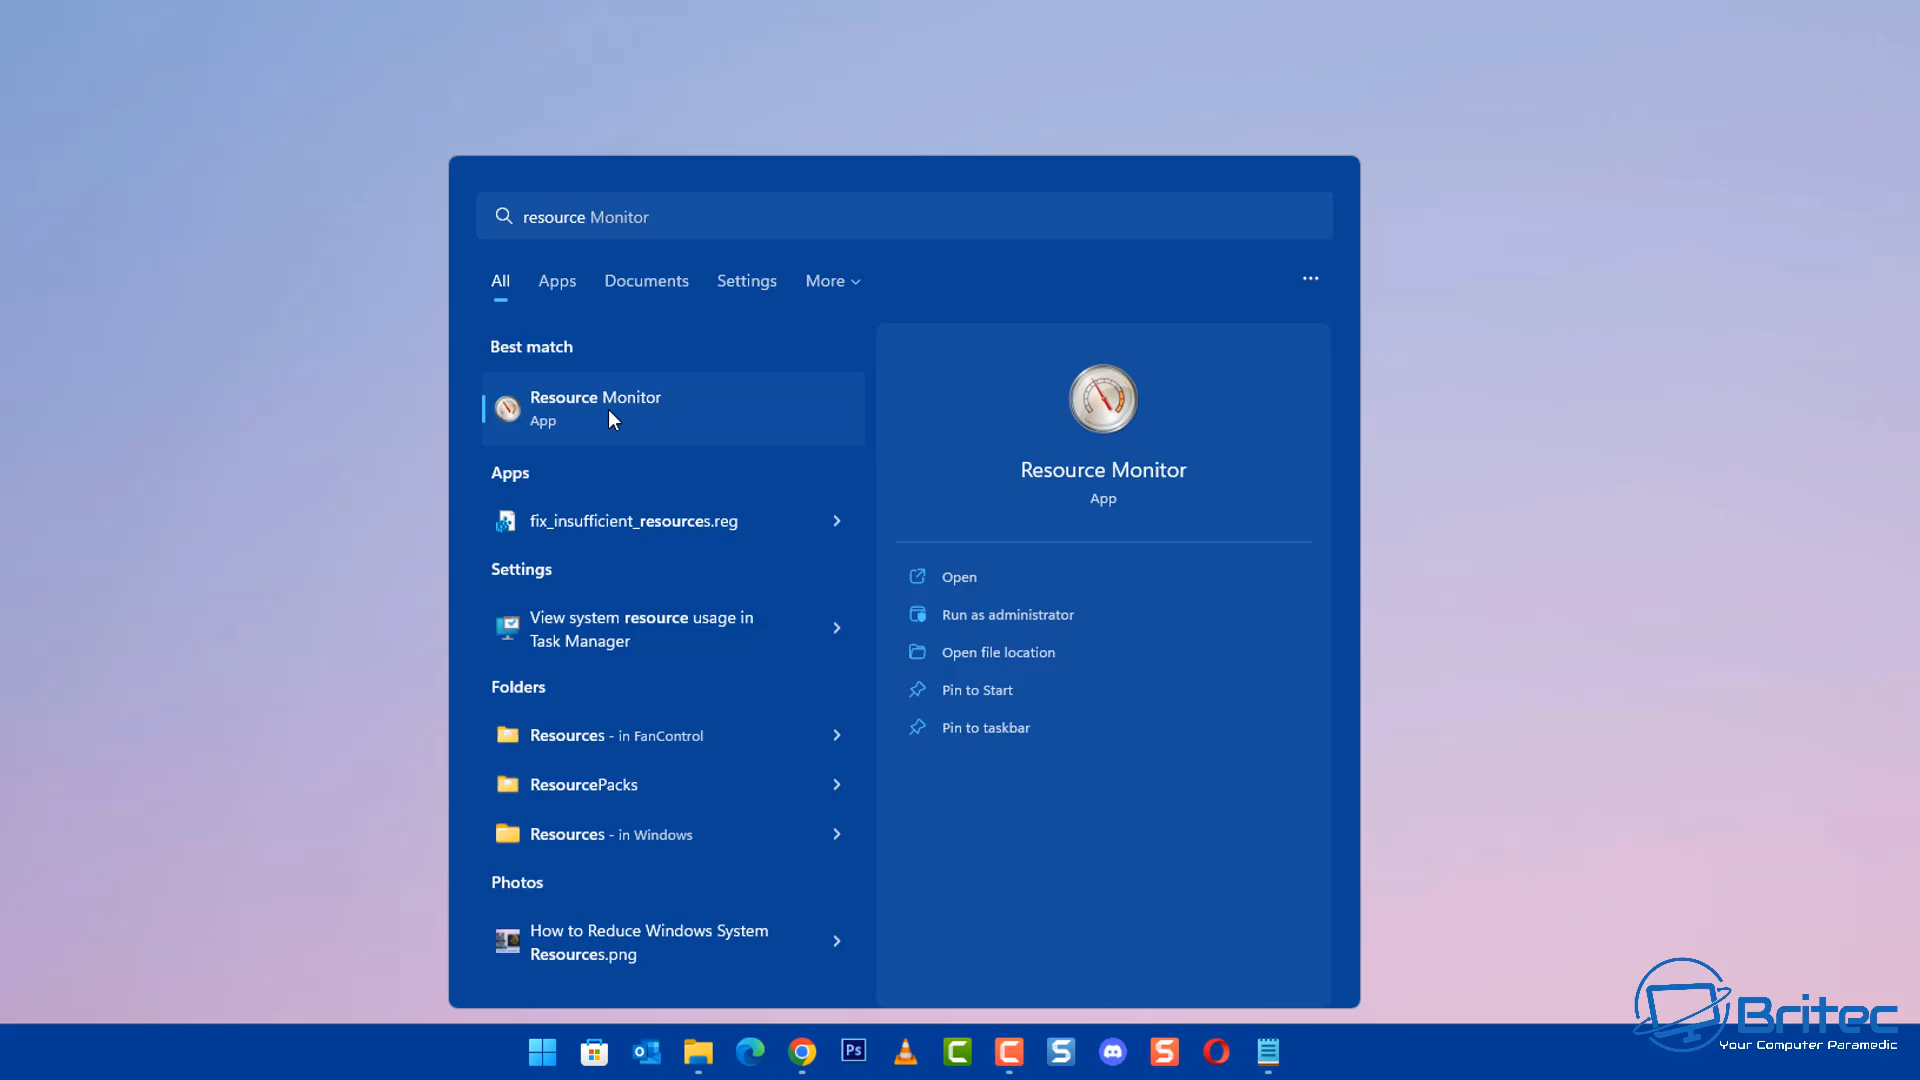 resource Monitor
All Apps Documents Settings More
Best match
Resource Monitor
App
Apps
fix_insufficient_resources.reg
Settings
View system resource usage in
Task Manager
Folders
Resources - in FanControl
ResourcePacks
Resources - in Windows
Photos
How to Reduce Windows System
Resources.png
Resource Monitor
App
Open
Run as administrator
Open file location
Pin to Start
Pin to taskbar
Ps
Britec
Your Computer Paramedic